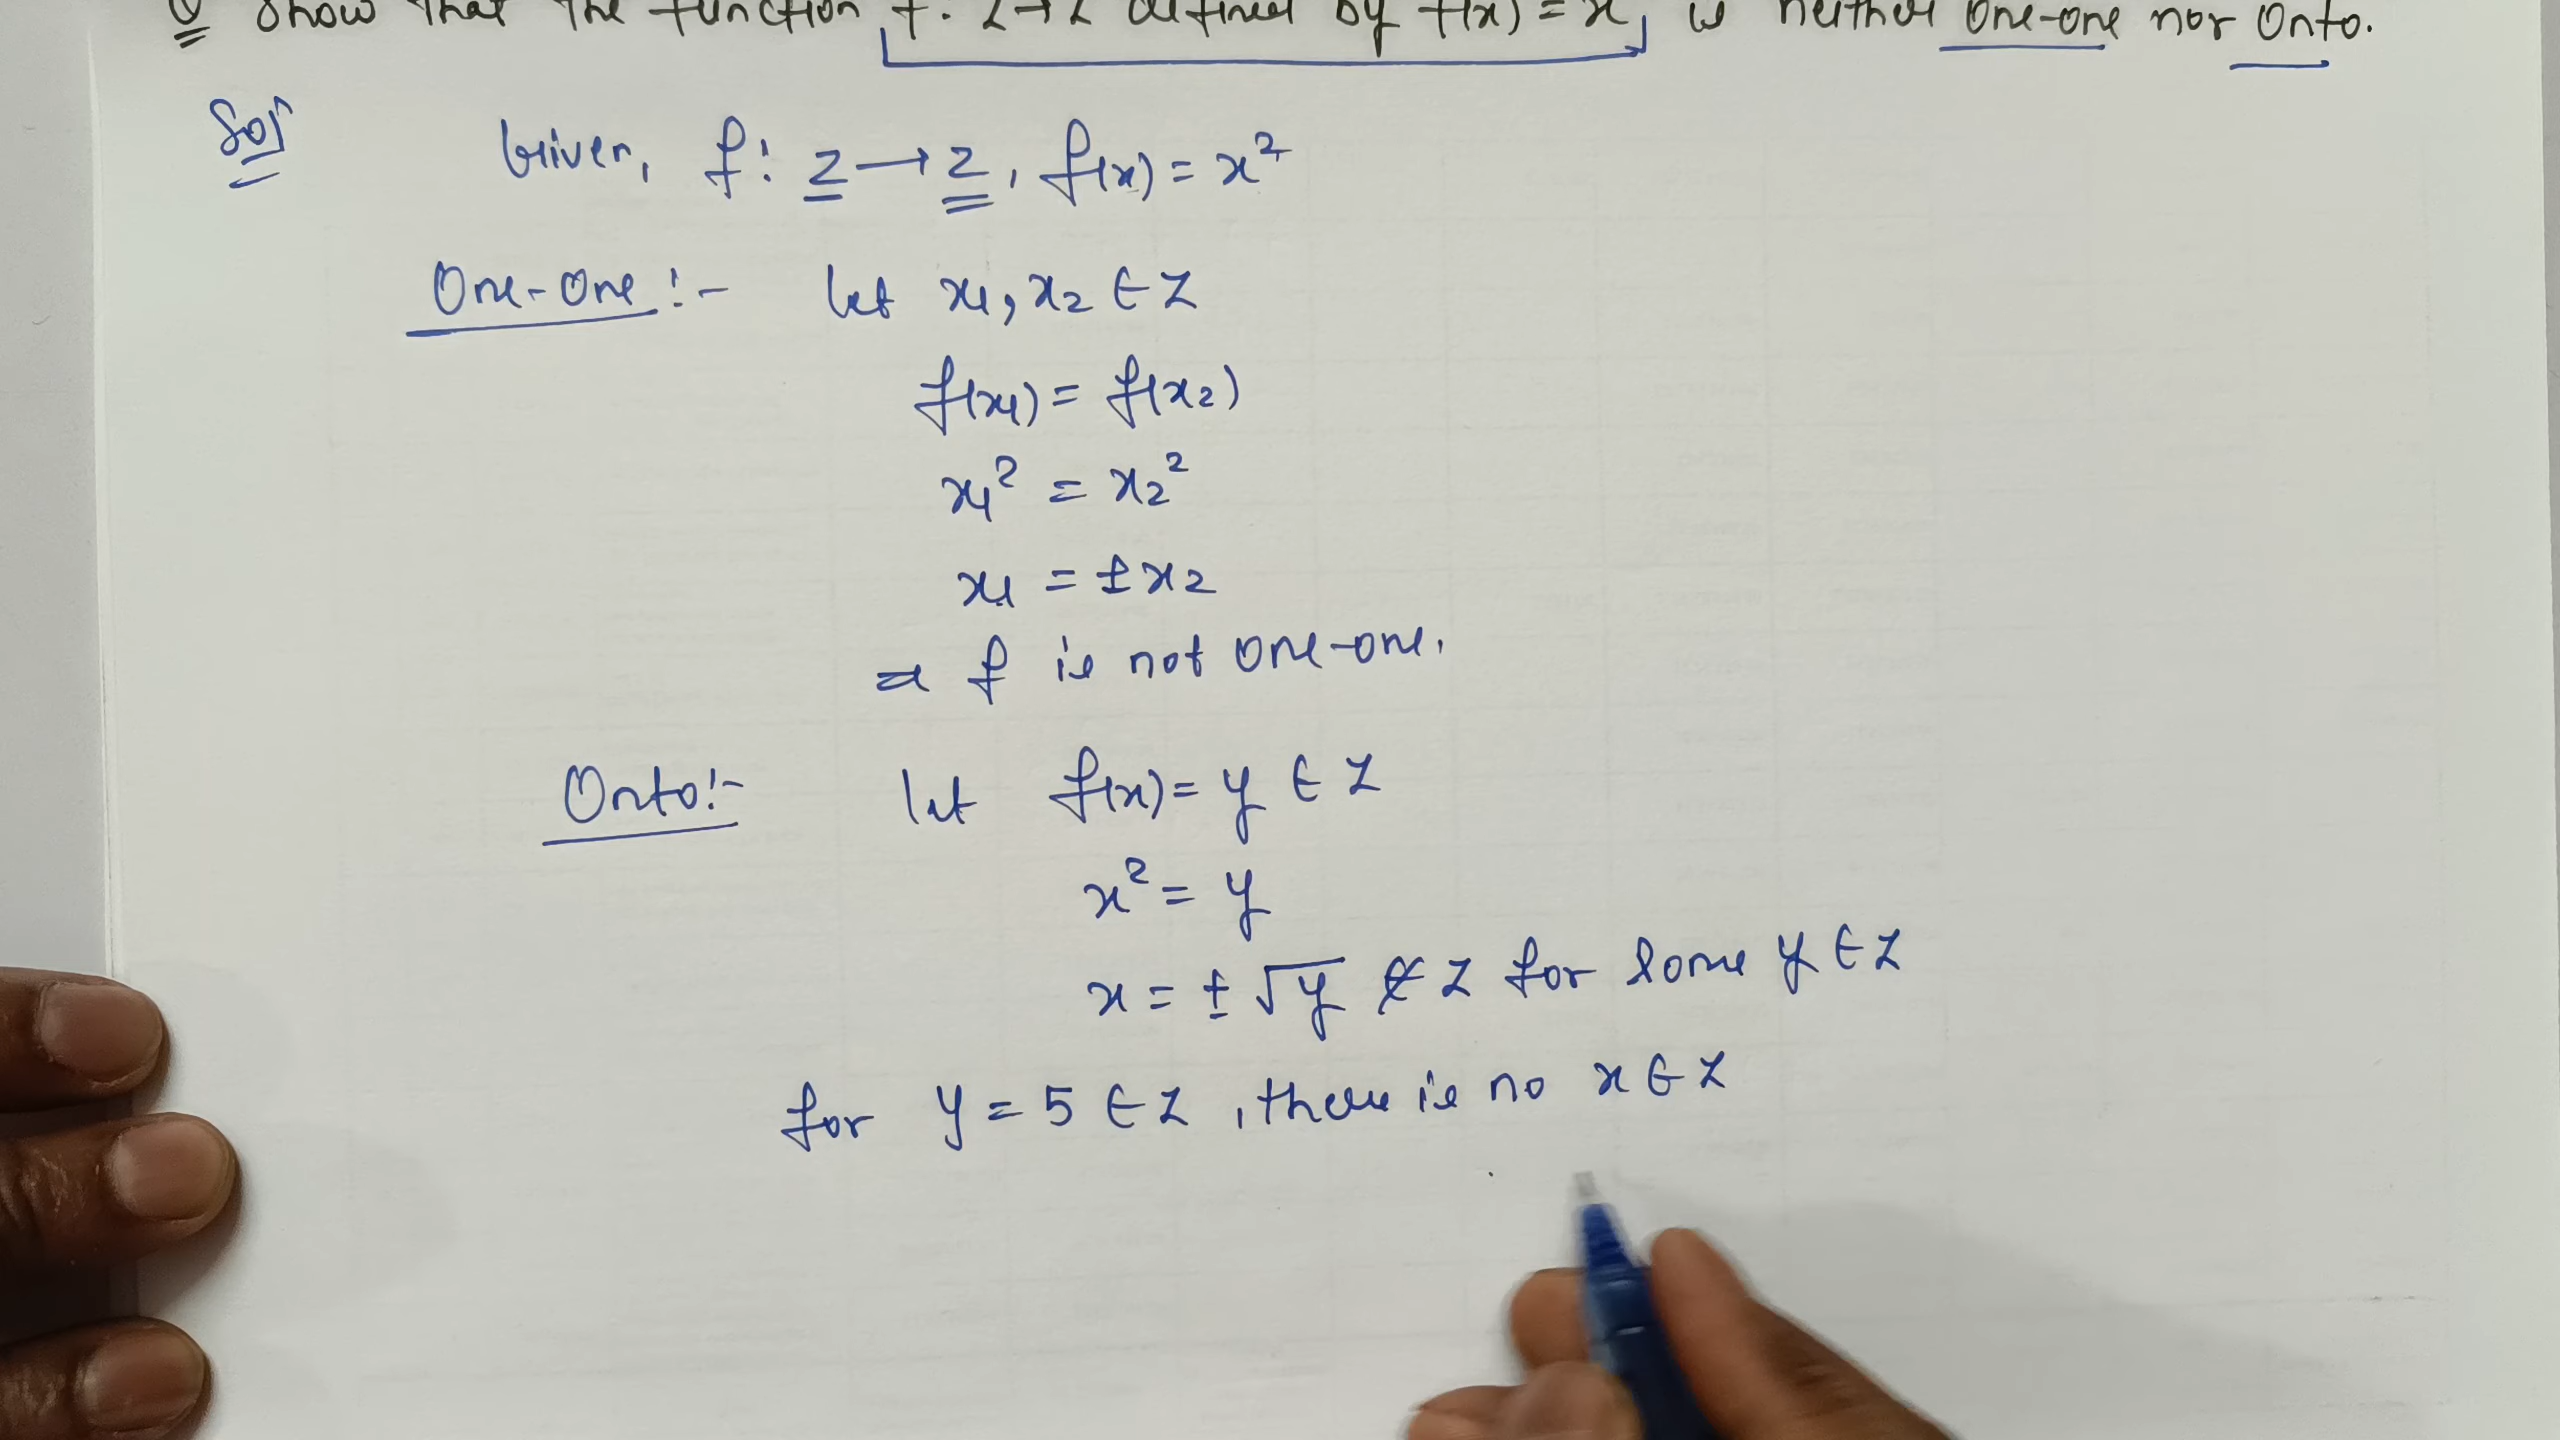 Q Show that the function f: Z→Z defined by f(x) = x, is neither one-one nor Onto.
Sol^n Given, f: Z→Z, f(x) = x²
One-One:- let x₁, x₂ ∈ Z
f(x₁) = f(x₂)
x₁² = x₂²
x₁ = ±x₂
⇒ f is not one-one.
Onto:- let f(x) = y ∈ Z
x² = y
x = ±√y ∉ Z for some y ∈ Z
for y = 5 ∈ Z, there is no x ∈ Z